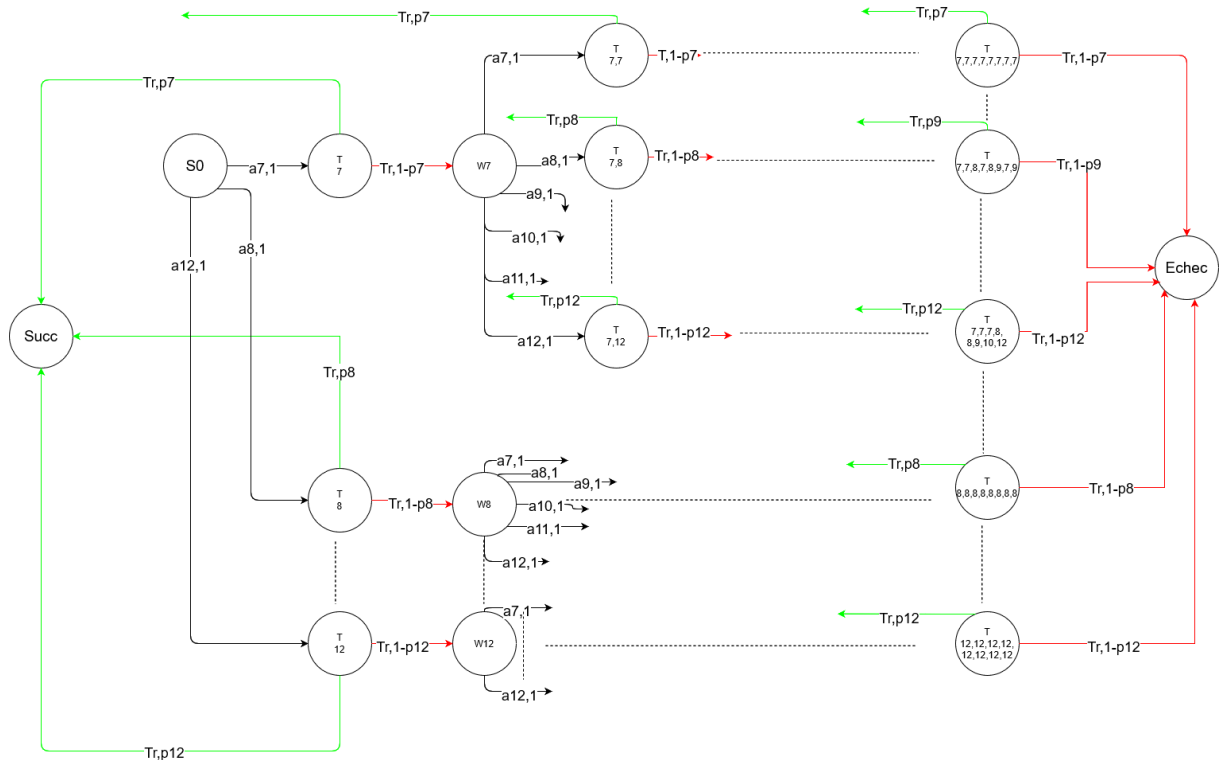 Tr,p7
Tr,p7
T
7,7
T,1-p7
T
7,7,7,7,7,7,7,7
Tr,1-p7
a7,1
Tr,p7
Tr,p8
Tr,p9
S0
a7,1
T
7
Tr,1-p7
W7
a8,1
T
7,8
Tr,1-p8
T
7,7,8,7,8,9,7,9
Tr,1-p9
a9,1
a10,1
a8,1
a12,1
a11,1
Echec
Tr,p12
Tr,p12
Succ
a12,1
T
7,12
Tr,1-p12
T
7,7,7,8,
8,9,10,12
Tr,1-p12
Tr,p8
a7,1
a8,1
a9,1
Tr,p8
T
8
Tr,1-p8
W8
a10,1
a11,1
a12,1
T
8,8,8,8,8,8,8,8
Tr,1-p8
a7,1
Tr,p12
T
12
Tr,1-p12
W12
a12,1
T
12,12,12,12,
12,12,12,12
Tr,1-p12
Tr,p12